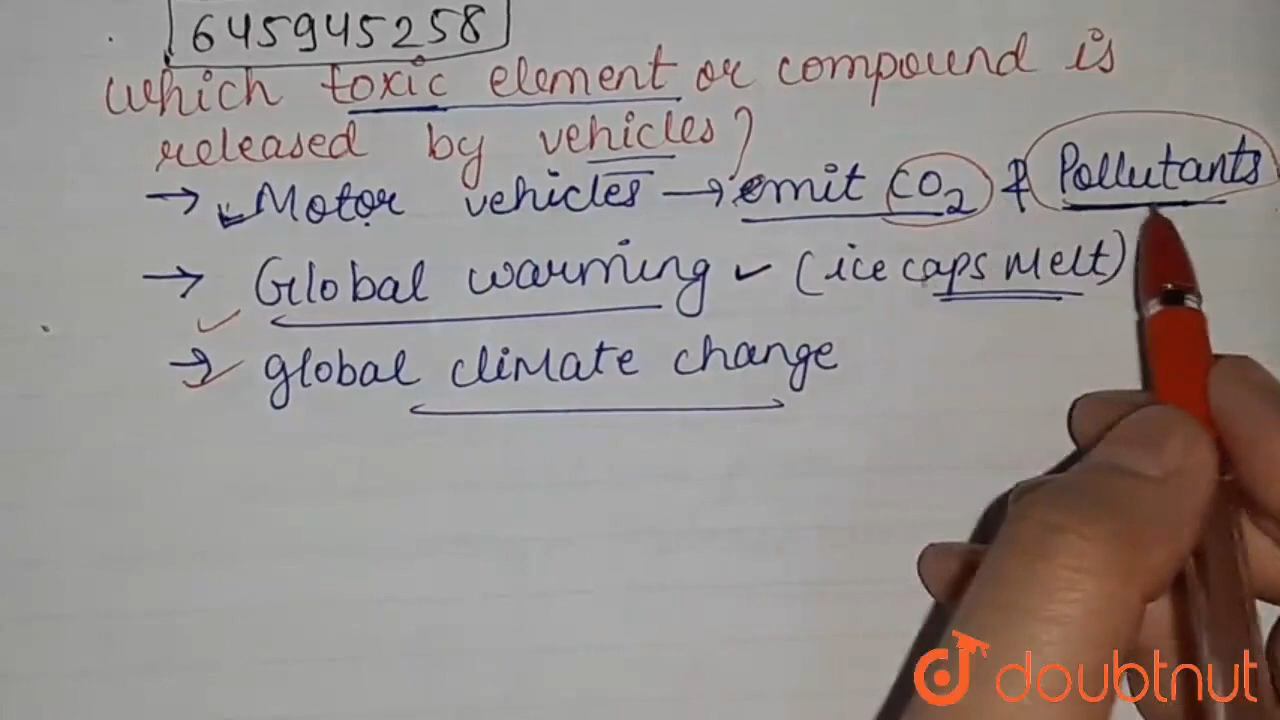 645945258
which toxic element or compound is
released by vehicles?
→ Motor vehicles → emit CO2 & Pollutants
→ Global warming (ice caps Melt)
→ global climate change
doubtnut